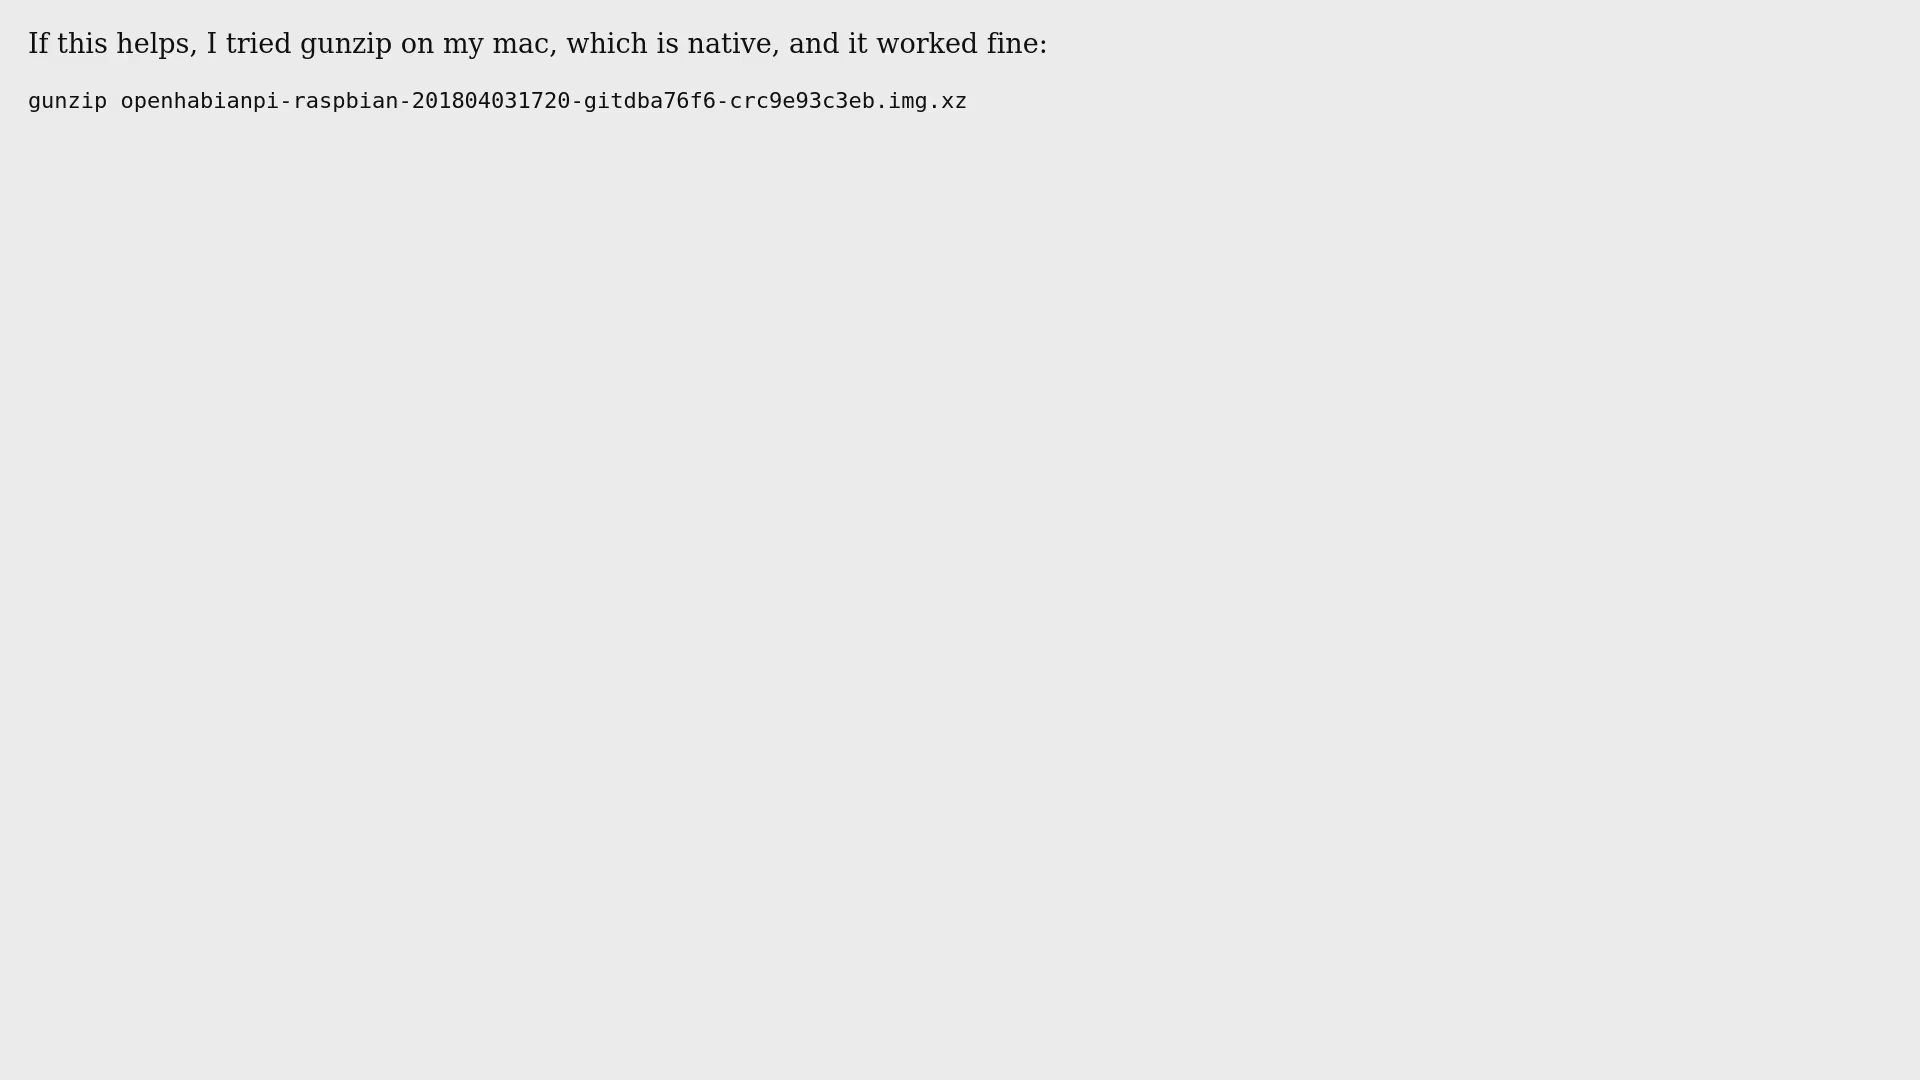 If this helps, I tried gunzip on my mac, which is native, and it worked fine:
gunzip openhabianpi-raspbian-201804031720-gitdba76f6-crc9e93c3eb.img.xz